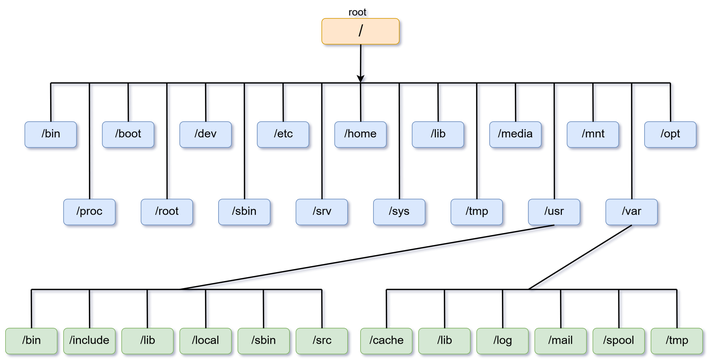 root
/
/bin /boot /dev /etc /home /lib /media /mnt /opt
/proc /root /sbin /srv /sys /tmp /usr /var
/bin /include /lib /local /sbin /src /cache /lib /log /mail /spool /tmp